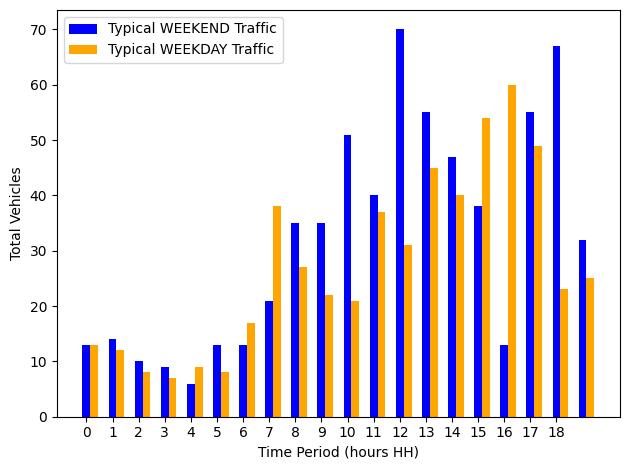 Typical WEEKEND Traffic
Typical WEEKDAY Traffic
70
60
50
40
30
20
10
0
Total Vehicles
0 1 2 3 4 5 6 7 8 9 10 11 12 13 14 15 16 17 18
Time Period (hours HH)